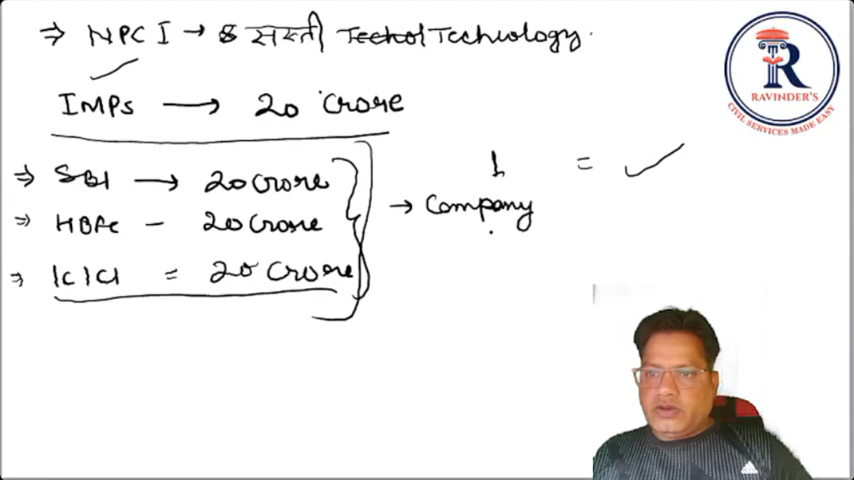 ⇒ NPCI → सस्ती Technology.
IMPs → 20 Crore
⇒ SBI → 20 Crore
⇒ HDFC – 20 Crore
⇒ ICICI = 20 Crore
→ 1 Company = ✓
R
RAVINDER'S
CIVIL SERVICES MADE EASY